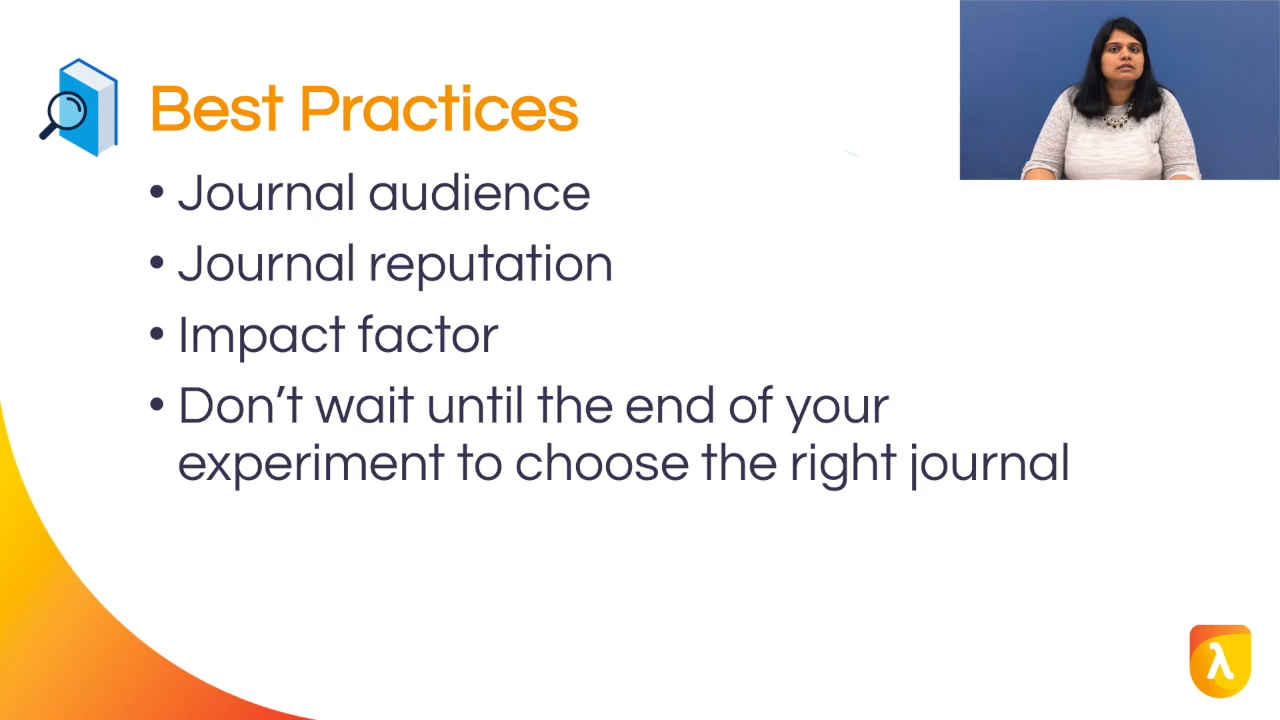 Best Practices
• Journal audience
• Journal reputation
• Impact factor
• Don’t wait until the end of your
experiment to choose the right journal
λ